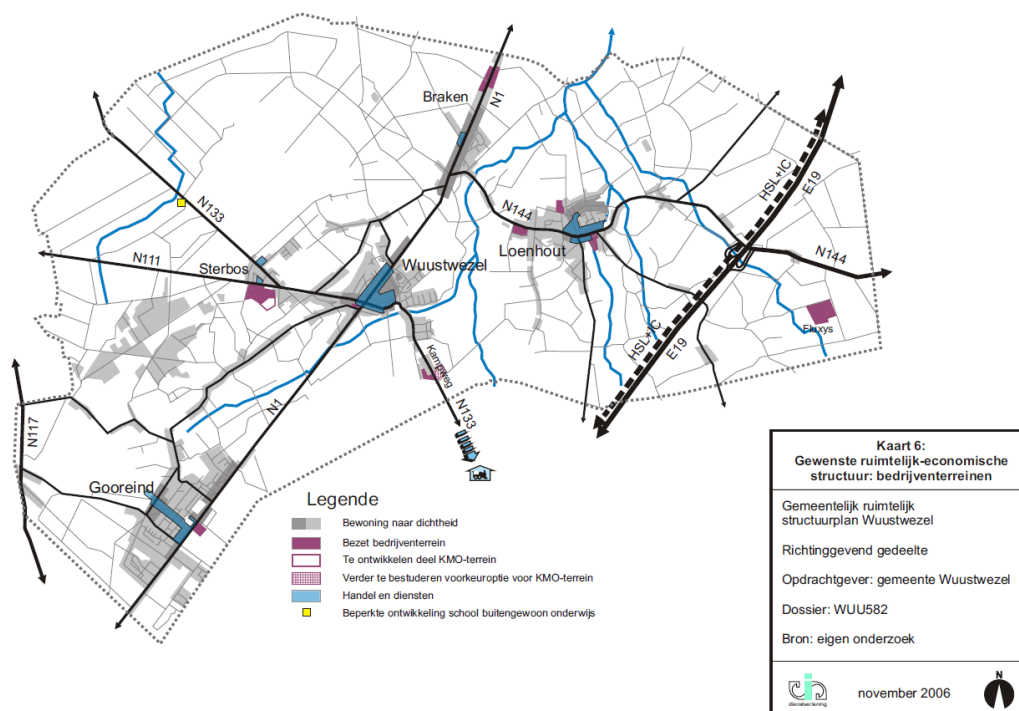 Braken
N1
N133
N144
HSL+IC
E19
N111
Sterbos
Wuustwezel
Loenhout
N144
HSL+IC
E19
Fluxys
Kampweg
N133
N1
N117
Gooreind
Legende
Bewoning naar dichtheid
Bezet bedrijventerrein
Te ontwikkelen deel KMO-terrein
Verder te bestuderen voorkeuroptie voor KMO-terrein
Handel en diensten
Beperkte ontwikkeling school buitengewoon onderwijs
Kaart 6:
Gewenste ruimtelijk-economische
structuur: bedrijventerreinen
Gemeentelijk ruimtelijk
structuurplan Wuustwezel
Richtinggevend gedeelte
Opdrachtgever: gemeente Wuustwezel
Dossier: WUU582
Bron: eigen onderzoek
dienstverlening
november 2006
N